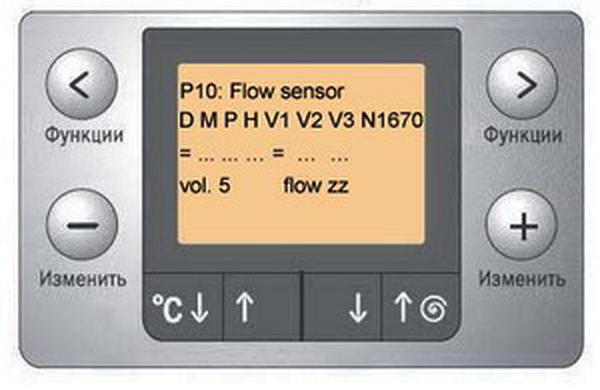 P10: Flow sensor
D M P H V1 V2 V3 N1670
= ... ... ... = ... ...
vol. 5 flow zz
< >
Функции Функции
− +
Изменить Изменить
°C ↓ ↑ ↓ ↑